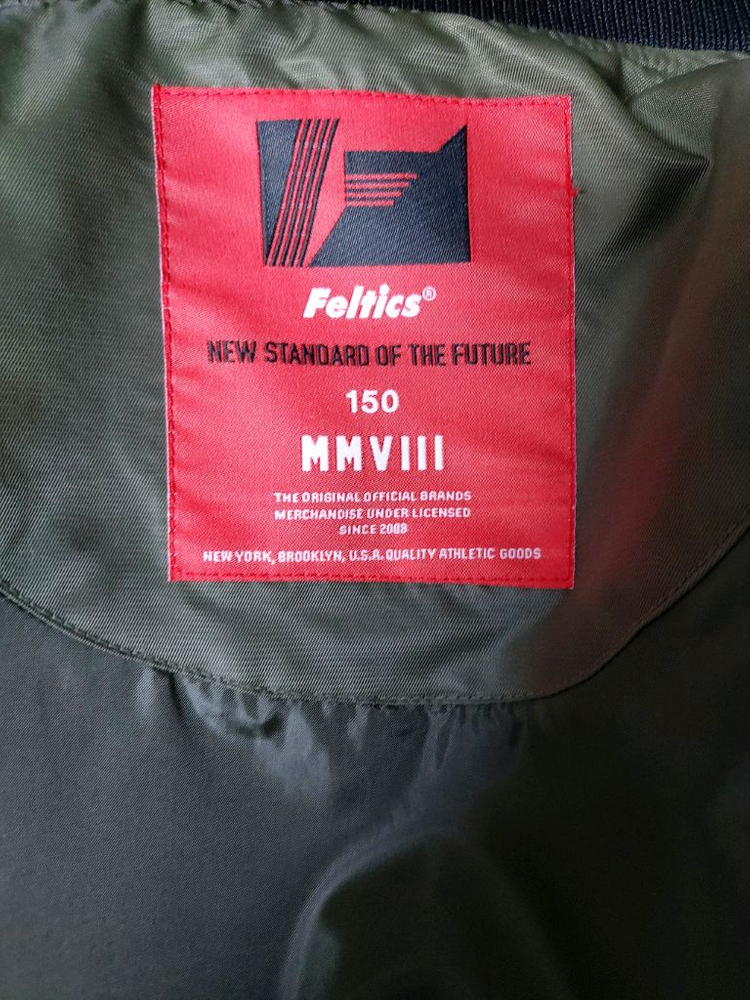 Feltics®
NEW STANDARD OF THE FUTURE
150
MMVIII
THE ORIGINAL OFFICIAL BRANDS
MERCHANDISE UNDER LICENSED
SINCE 2008
NEW YORK, BROOKLYN, U.S.A. QUALITY ATHLETIC GOODS